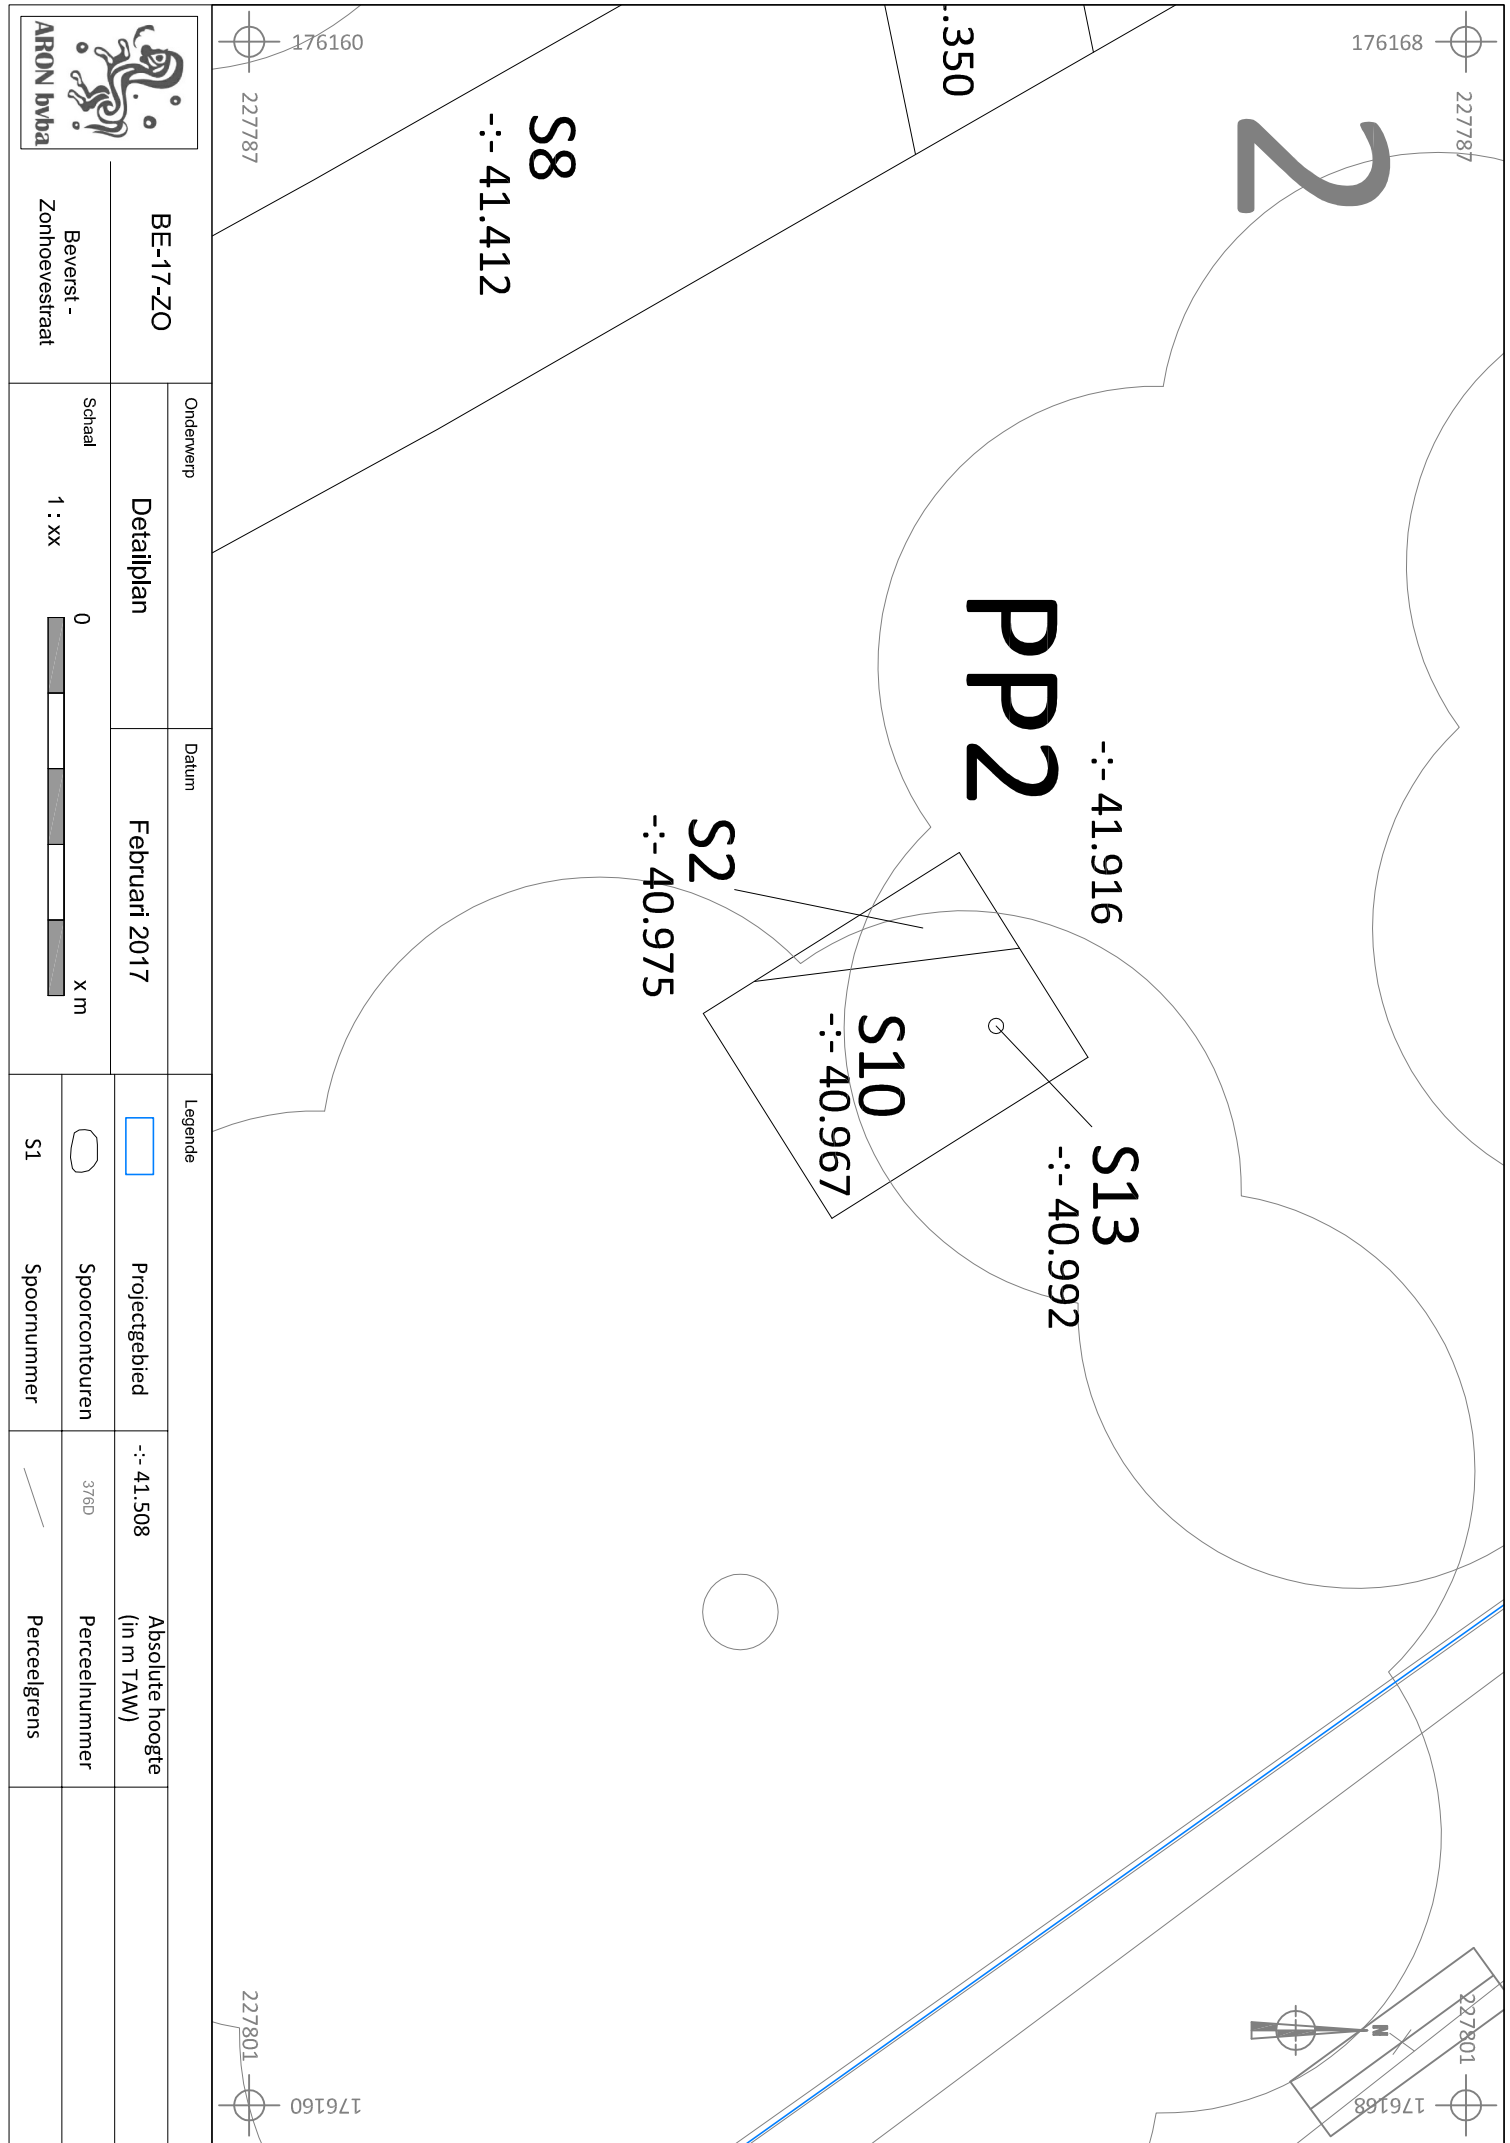 176160
227787
176168
227787
2
..350
S8
-:- 41.412
PP2
-:- 41.916
S2
-:- 40.975
S10
-:- 40.967
S13
-:- 40.992
N
227801
176160
227801
176168
ARON bvba
BE-17-ZO
Beverst -
Zonhoevestraat
Onderwerp
Detailplan
Datum
Februari 2017
Schaal
1 : xx
0
x m
Legende
Projectgebied
Spoorcontouren
S1
Spoornummer
-:- 41.508
Absolute hoogte
(in m TAW)
376D
Perceelnummer
Perceelgrens